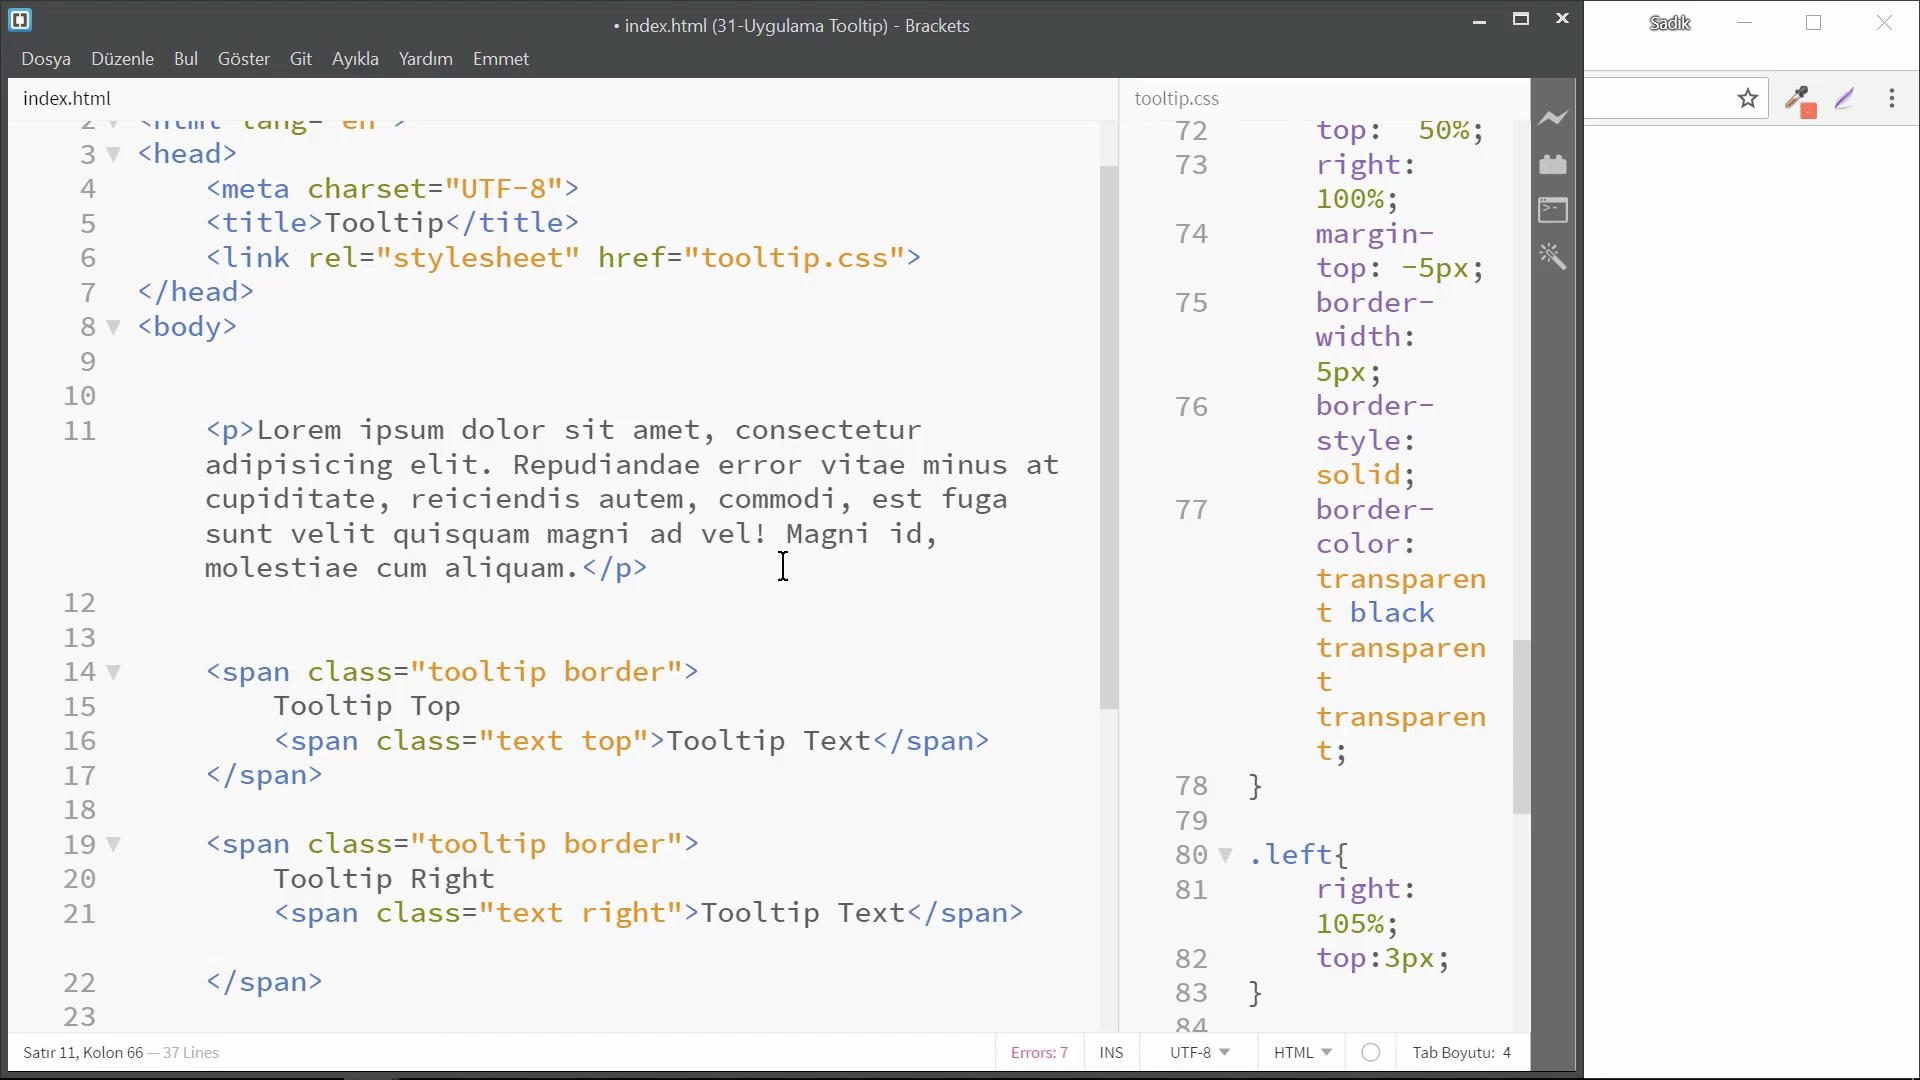 • index.html (31-Uygulama Tooltip) - Brackets
Sadık
Dosya Düzenle Bul Göster Git Ayıkla Yardım Emmet
index.html
2 <html lang="en">
3 <head>
4 <meta charset="UTF-8">
5 <title>Tooltip</title>
6 <link rel="stylesheet" href="tooltip.css">
7 </head>
8 <body>
9
10
11 <p>Lorem ipsum dolor sit amet, consectetur
adipisicing elit. Repudiandae error vitae minus at
cupiditate, reiciendis autem, commodi, est fuga
sunt velit quisquam magni ad vel! Magni id,
molestiae cum aliquam.</p>
12
13
14 <span class="tooltip border">
15 Tooltip Top
16 <span class="text top">Tooltip Text</span>
17 </span>
18
19 <span class="tooltip border">
20 Tooltip Right
21 <span class="text right">Tooltip Text</span>
22 </span>
23
tooltip.css
72 top: 50%;
73 right:
100%;
74 margin-
top: -5px;
75 border-
width:
5px;
76 border-
style:
solid;
77 border-
color:
transparen
t black
transparen
t
transparen
t;
78 }
79
80 .left{
81 right:
105%;
82 top:3px;
83 }
84
Satır 11, Kolon 66 — 37 Lines
Errors: 7 INS UTF-8 HTML Tab Boyutu: 4